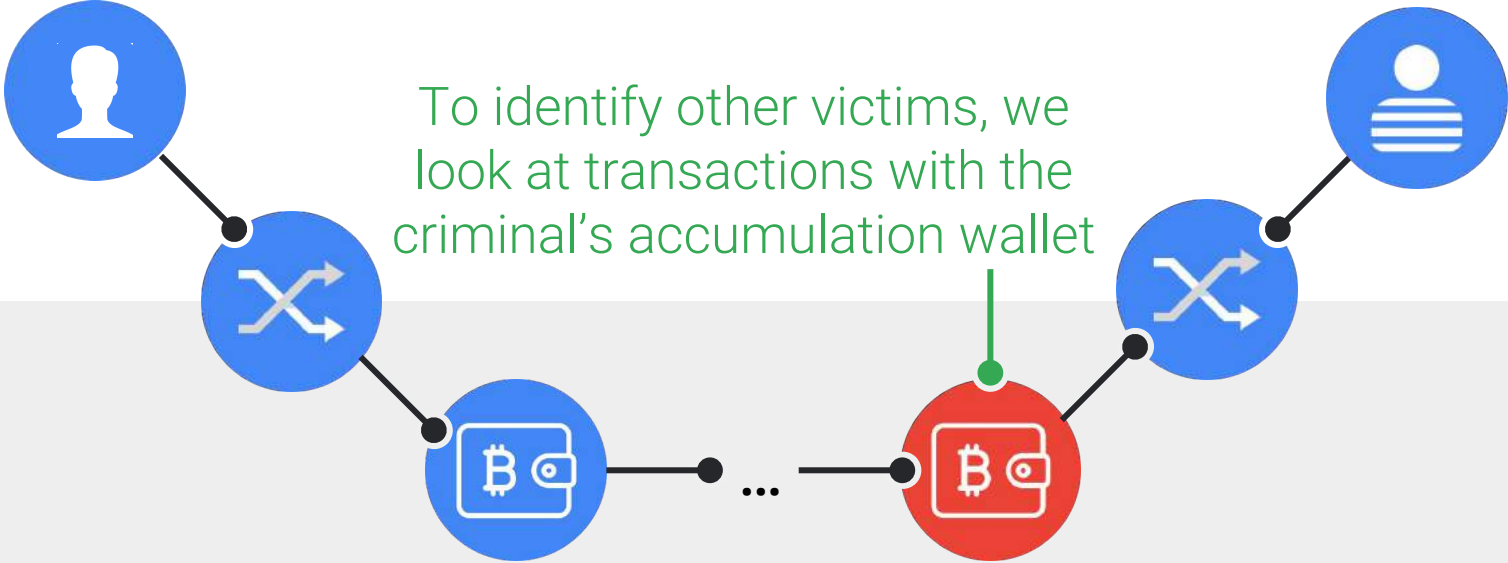 To identify other victims, we
look at transactions with the
criminal's accumulation wallet
...